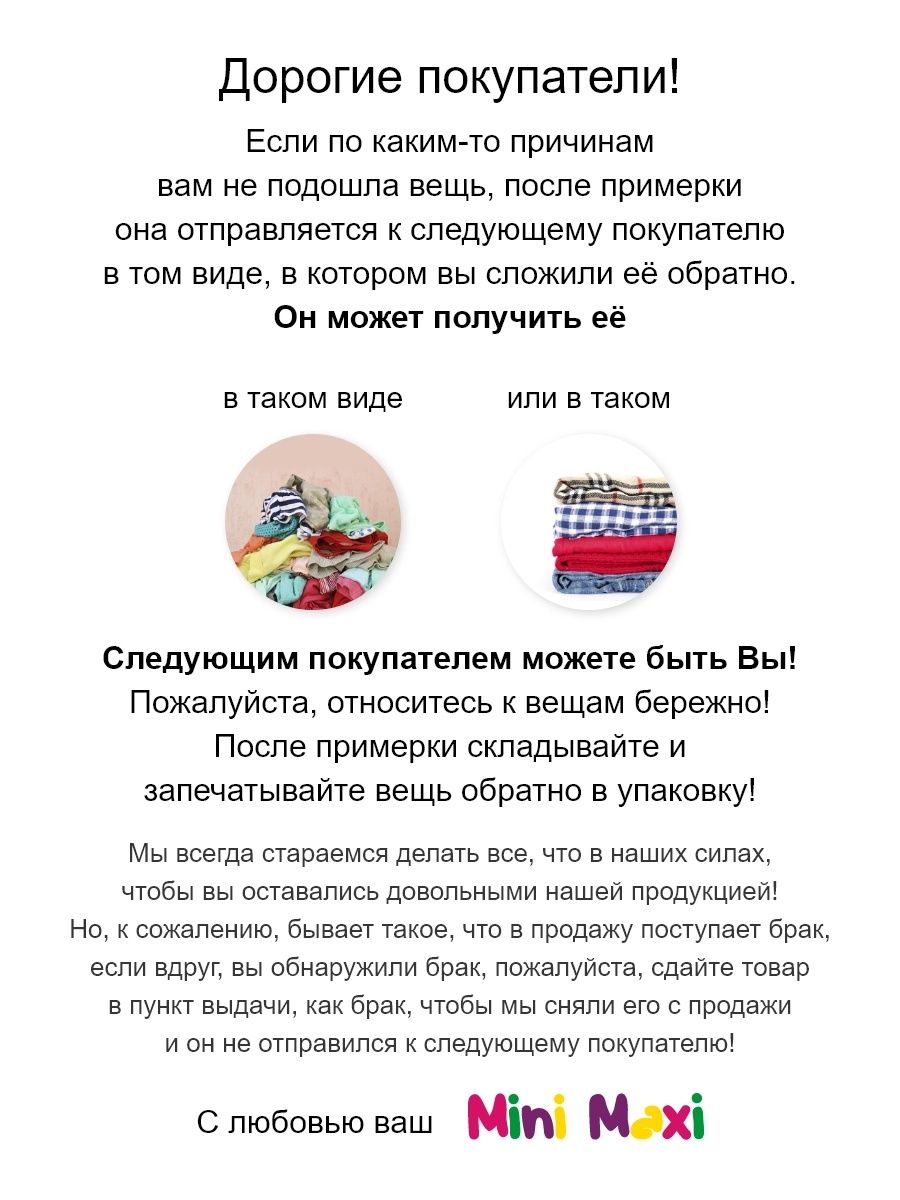 Дорогие покупатели!
Если по каким-то причинам
вам не подошла вещь, после примерки
она отправляется к следующему покупателю
в том виде, в котором вы сложили её обратно.
Он может получить её
в таком виде
или в таком
Следующим покупателем можете быть Вы!
Пожалуйста, относитесь к вещам бережно!
После примерки складывайте и
запечатывайте вещь обратно в упаковку!
Мы всегда стараемся делать все, что в наших силах,
чтобы вы оставались довольными нашей продукцией!
Но, к сожалению, бывает такое, что в продажу поступает брак,
если вдруг, вы обнаружили брак, пожалуйста, сдайте товар
в пункт выдачи, как брак, чтобы мы сняли его с продажи
и он не отправился к следующему покупателю!
С любовью ваш Mini Maxi